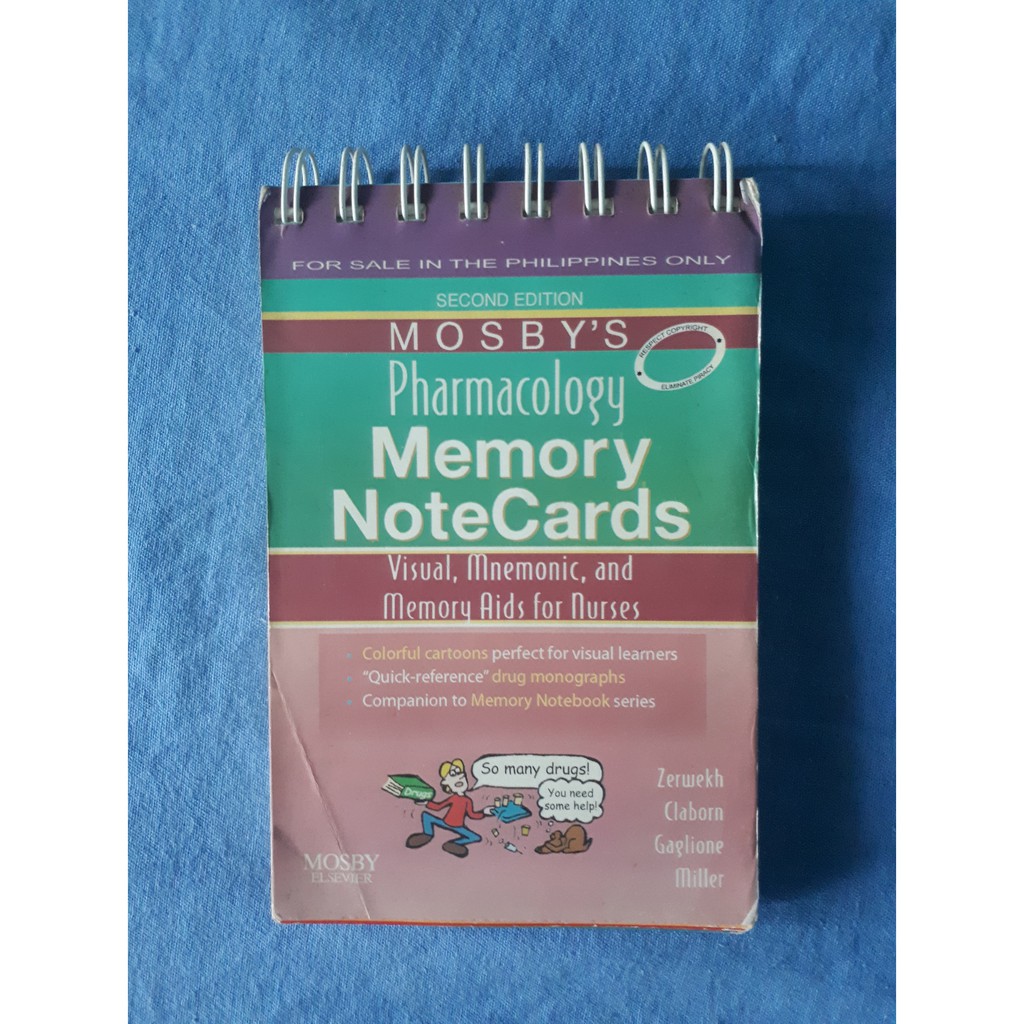 FOR SALE IN THE PHILIPPINES ONLY
SECOND EDITION
MOSBY'S
RESPECT COPYRIGHT
ELIMINATE PIRACY
Pharmacology
Memory
NoteCards
Visual, Mnemonic, and
Memory Aids for Nurses
• Colorful cartoons perfect for visual learners
• "Quick-reference" drug monographs
• Companion to Memory Notebook series
So many drugs!
You need
some help!
Drugs
Zerwekh
Claborn
Gaglione
Miller
MOSBY
ELSEVIER